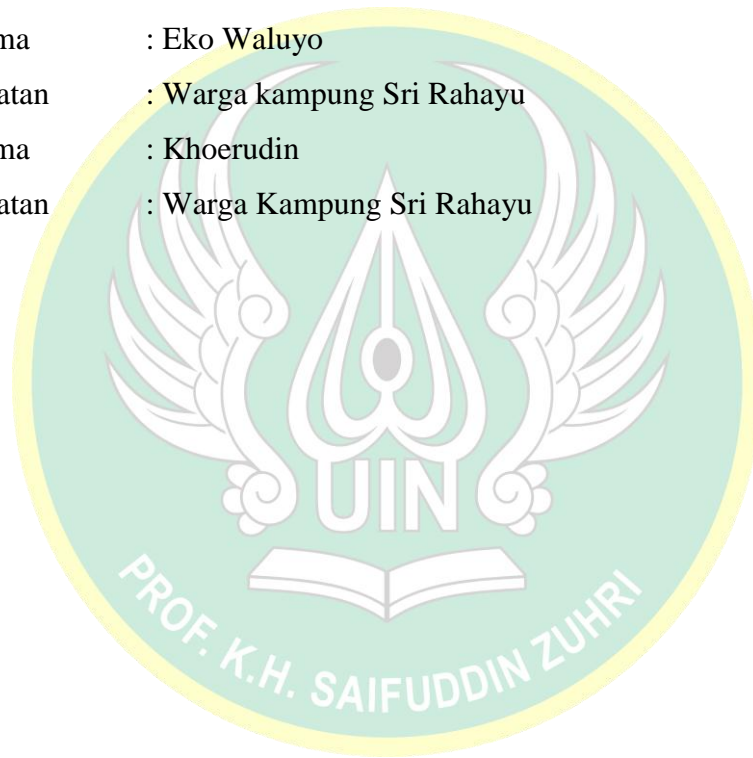 ma : Eko Waluyo
atan : Warga kampung Sri Rahayu
ma : Khoerudin
atan : Warga Kampung Sri Rahayu
UIN
PROF. K.H. SAIFUDDIN ZUHRI